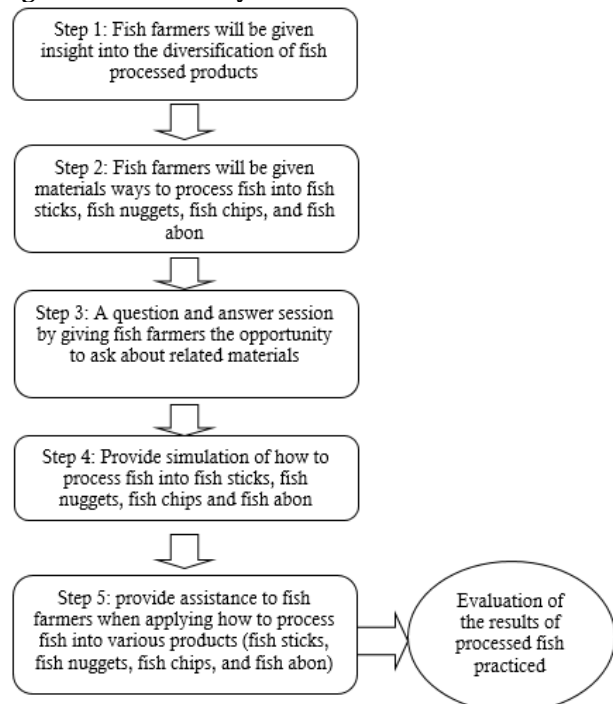 Step 1: Fish farmers will be given
insight into the diversification of fish
processed products
Step 2: Fish farmers will be given
materials ways to process fish into fish
sticks, fish nuggets, fish chips, and fish
abon
Step 3: A question and answer session
by giving fish farmers the opportunity
to ask about related materials
Step 4: Provide simulation of how to
process fish into fish sticks, fish
nuggets, fish chips and fish abon
Step 5: provide assistance to fish
farmers when applying how to process
fish into various products (fish sticks,
fish nuggets, fish chips, and fish abon)
Evaluation of
the results of
processed fish
practiced